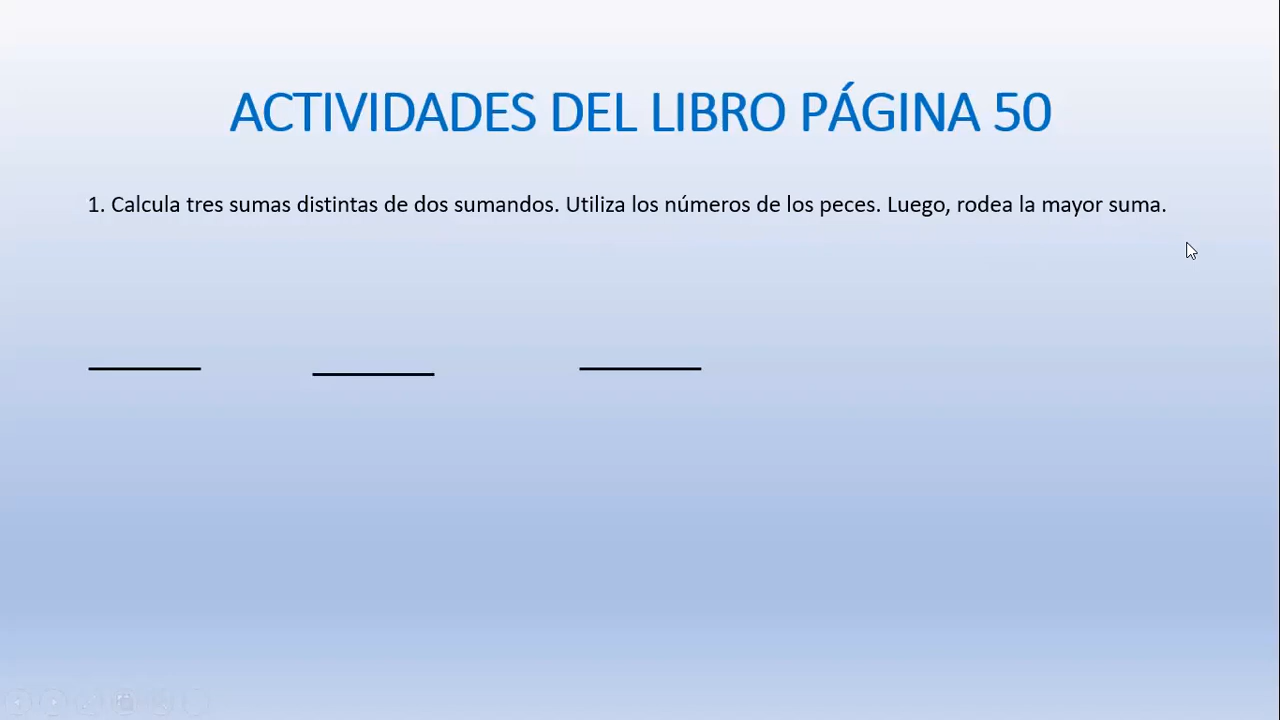 ACTIVIDADES DEL LIBRO PÁGINA 50
1. Calcula tres sumas distintas de dos sumandos. Utiliza los números de los peces. Luego, rodea la mayor suma.